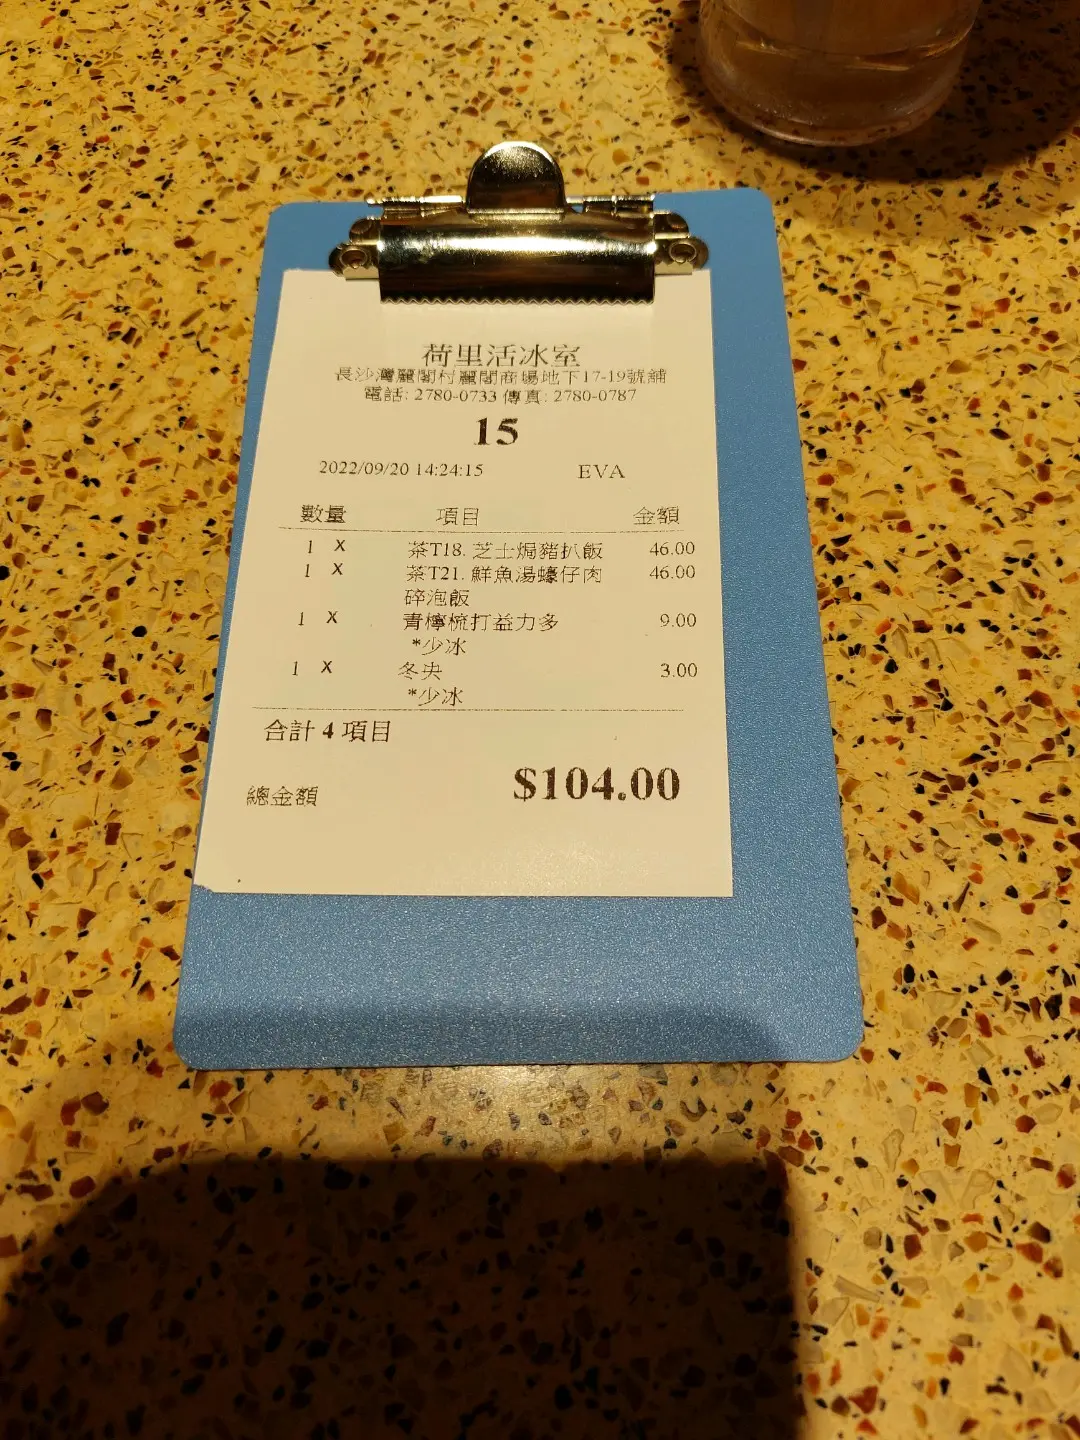 荷里活冰室
長沙灣麗閣村麗閣商場地下17-19號舖
電話: 2780-0733 傳真: 2780-0787
15
2022/09/20 14:24:15 EVA
數量 項目 金額
1 X 茶T18. 芝士焗豬扒飯 46.00
1 X 茶T21. 鮮魚湯蠔仔肉 46.00
碎泡飯
1 X 青檸梳打益力多 9.00
*少冰
1 X 冬央 3.00
*少冰
合計 4 項目
總金額 $104.00